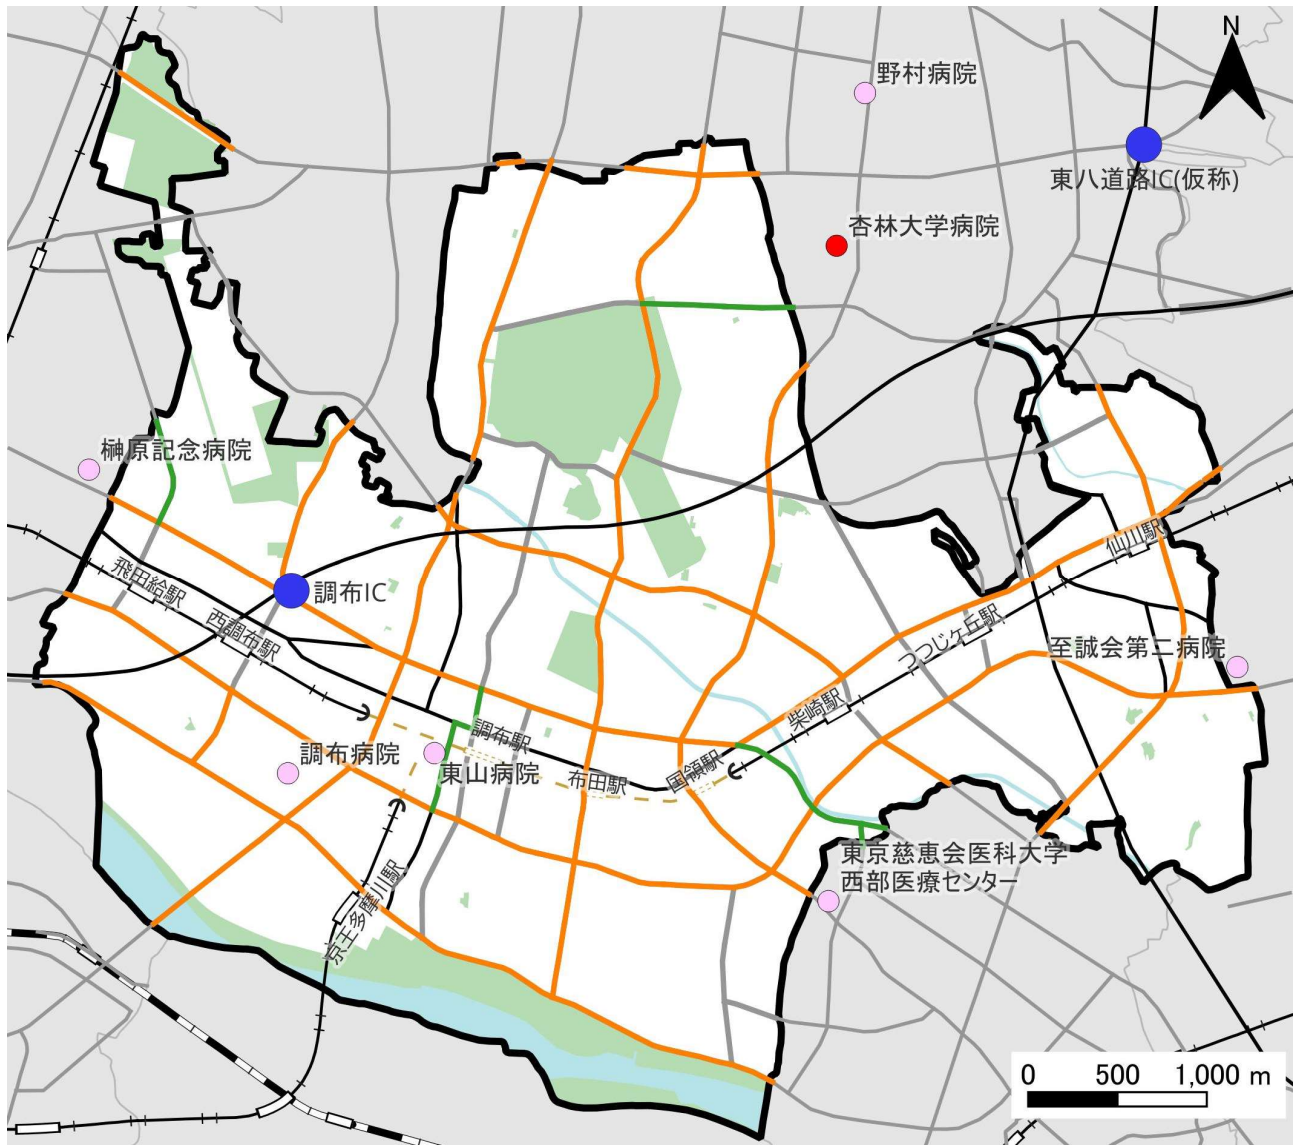 N
野村病院
東八道路IC(仮称)
杏林大学病院
榊原記念病院
仙川駅
飛田給駅
調布IC
西調布駅
つつじヶ丘駅
至誠会第二病院
柴崎駅
調布駅
国領駅
調布病院
東山病院
布田駅
東京慈恵会医科大学
西部医療センター
京王多摩川駅
0 500 1,000 m